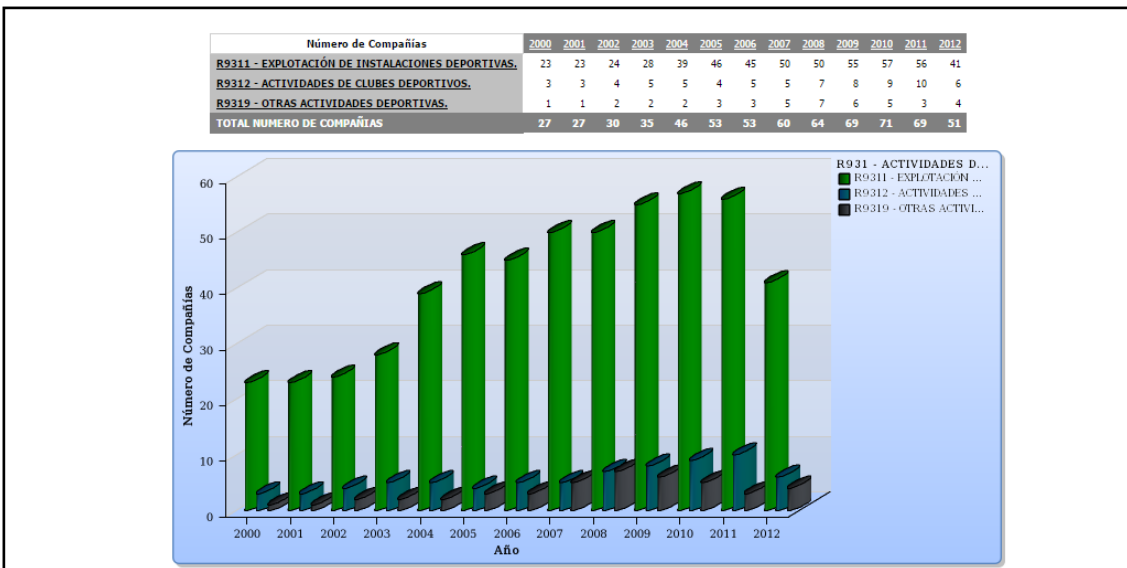 Número de Compañías 2000 2001 2002 2003 2004 2005 2006 2007 2008 2009 2010 2011 2012
R9311 - EXPLOTACIÓN DE INSTALACIONES DEPORTIVAS. 23 23 24 28 39 46 45 50 50 55 57 56 41
R9312 - ACTIVIDADES DE CLUBES DEPORTIVOS. 3 3 4 5 5 4 5 5 7 8 9 10 6
R9319 - OTRAS ACTIVIDADES DEPORTIVAS. 1 1 2 2 2 3 3 5 7 6 5 3 4
TOTAL NUMERO DE COMPAÑIAS 27 27 30 35 46 53 53 60 64 69 71 69 51
R931 - ACTIVIDADES D...
R9311 - EXPLOTACIÓN ...
R9312 - ACTIVIDADES ...
R9319 - OTRAS ACTIVI...
Número de Compañías
60
50
40
30
20
10
0
2000 2001 2002 2003 2004 2005 2006 2007 2008 2009 2010 2011 2012
Año